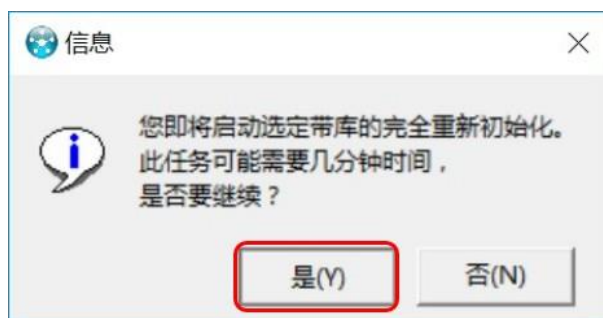 信息
您即将启动选定带库的完全重新初始化。
此任务可能需要几分钟时间，
是否要继续？
是(Y)
否(N)